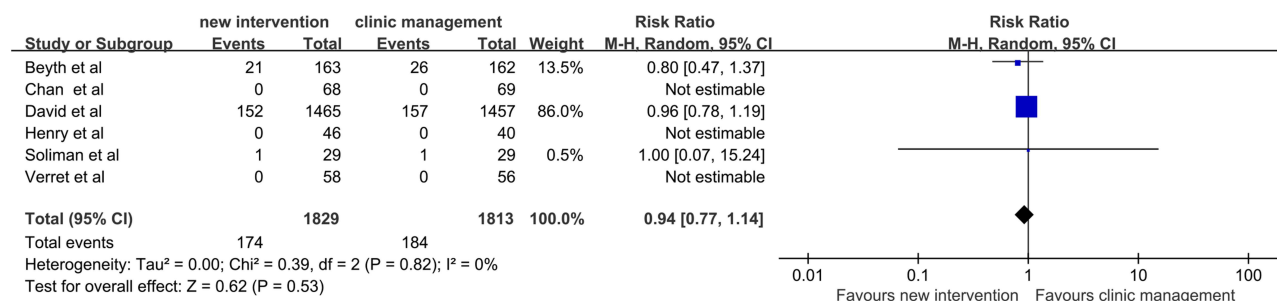 new intervention clinic management Risk Ratio Risk Ratio
Study or Subgroup Events Total Events Total Weight M-H, Random, 95% CI M-H, Random, 95% CI
Beyth et al 21 163 26 162 13.5% 0.80 [0.47, 1.37]
Chan et al 0 68 0 69 Not estimable
David et al 152 1465 157 1457 86.0% 0.96 [0.78, 1.19]
Henry et al 0 46 0 40 Not estimable
Soliman et al 1 29 1 29 0.5% 1.00 [0.07, 15.24]
Verret et al 0 58 0 56 Not estimable
Total (95% CI) 1829 1813 100.0% 0.94 [0.77, 1.14]
Total events 174 184
Heterogeneity: Tau² = 0.00; Chi² = 0.39, df = 2 (P = 0.82); I² = 0%
Test for overall effect: Z = 0.62 (P = 0.53)
0.01 0.1 1 10 100
Favours new intervention Favours clinic management